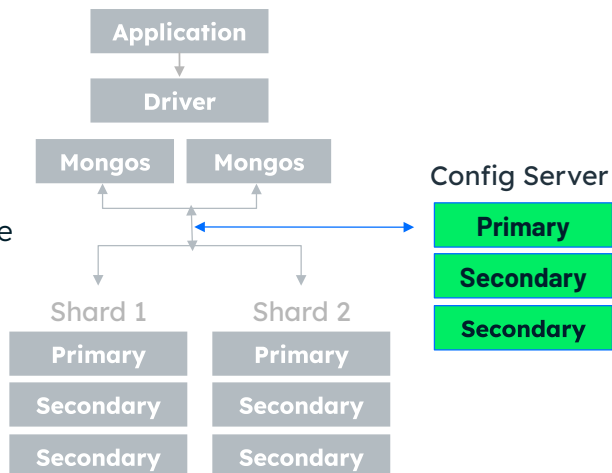 Application
Driver
Mongos Mongos
Config Server
Primary
e
Secondary
Secondary
Shard 1 Shard 2
Primary Primary
Secondary Secondary
Secondary Secondary